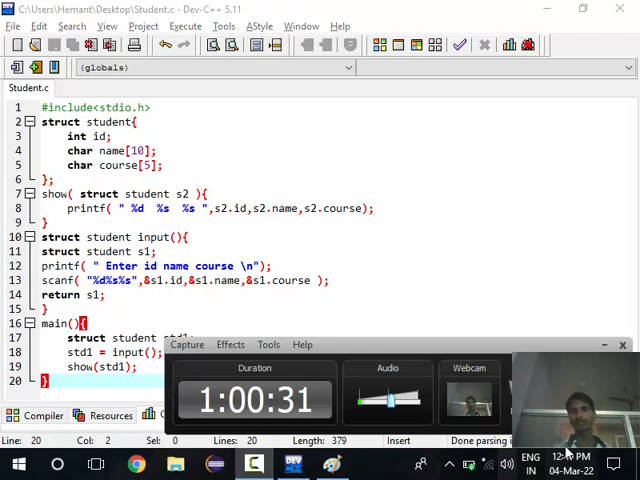 C:\Users\Hemant\Desktop\Student.c - Dev-C++ 5.11
File Edit Search View Project Execute Tools AStyle Window Help
(globals)
Student.c
1 #include<stdio.h>
2 struct student{
3 int id;
4 char name[10];
5 char course[5];
6 };
7 show( struct student s2 ){
8 printf( " %d %s %s ",s2.id,s2.name,s2.course);
9 }
10 struct student input(){
11 struct student s1;
12 printf( " Enter id name course \n");
13 scanf( "%d%s%s",&s1.id,&s1.name,&s1.course );
14 return s1;
15 }
16 main(){
17 struct student std1;
18 std1 = input();
19 show(std1);
20 }
Capture Effects Tools Help
Duration Audio Webcam
1:00:31
Compiler Resources
Line: 20 Col: 2 Sel: 0 Lines: 20 Length: 379 Insert Done parsing
ENG
IN
PM
04-Mar-22